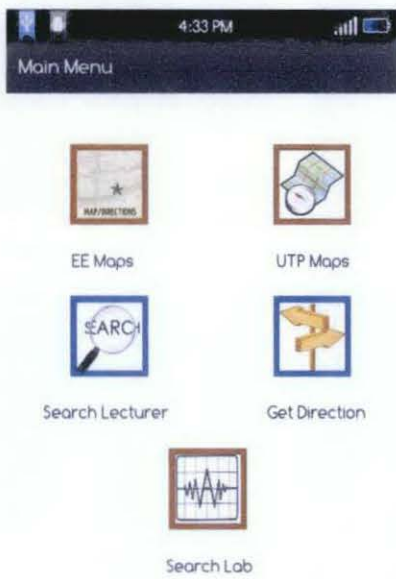 4:33 PM
Main Menu
MAP/DIRECTIONS
EE Maps
UTP Maps
SEARCH
Search Lecturer
Get Direction
Search Lab